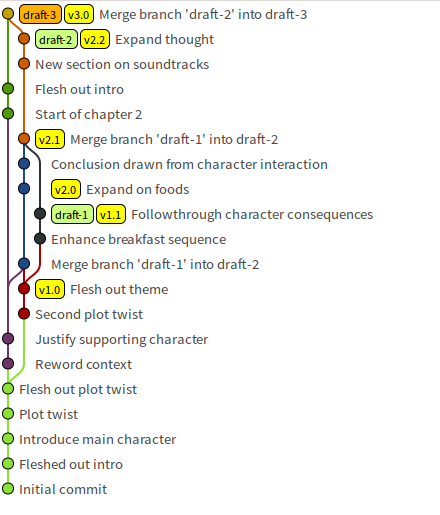 draft-3 v3.0 Merge branch 'draft-2' into draft-3
draft-2 v2.2 Expand thought
New section on soundtracks
Flesh out intro
Start of chapter 2
v2.1 Merge branch 'draft-1' into draft-2
Conclusion drawn from character interaction
v2.0 Expand on foods
draft-1 v1.1 Followthrough character consequences
Enhance breakfast sequence
Merge branch 'draft-1' into draft-2
v1.0 Flesh out theme
Second plot twist
Justify supporting character
Reword context
Flesh out plot twist
Plot twist
Introduce main character
Fleshed out intro
Initial commit